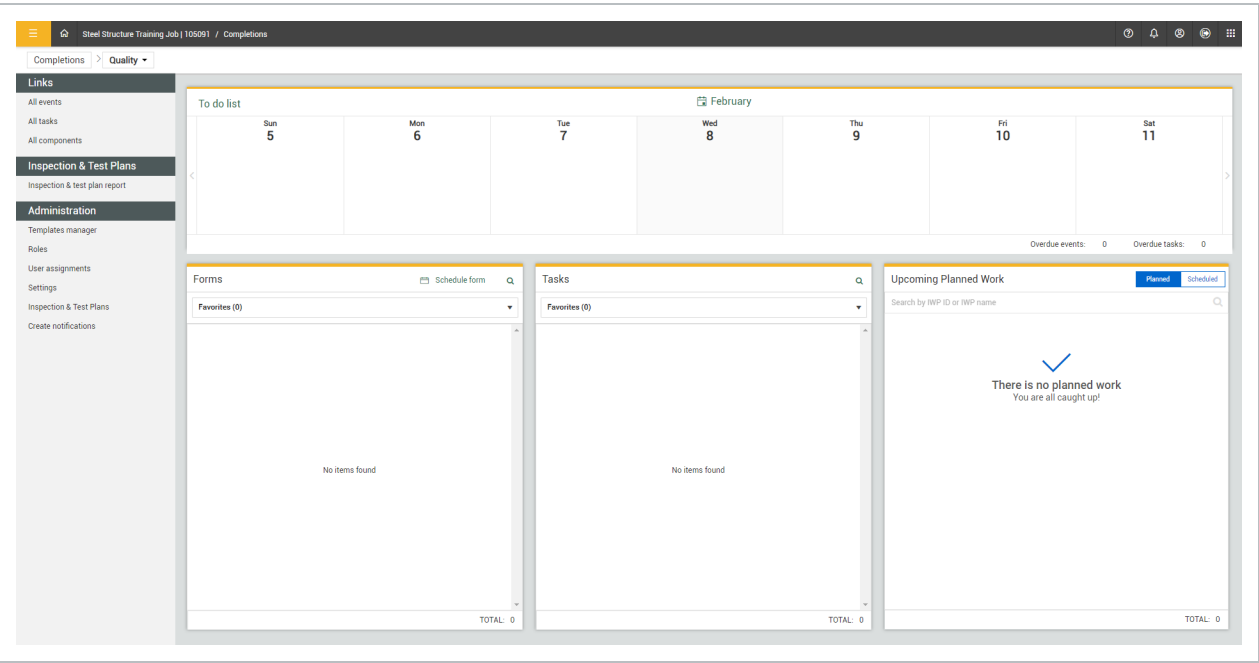 Steel Structure Training Job | 105091 / Completions
Completions > Quality
Links
All events
All tasks
All components
Inspection & Test Plans
Inspection & test plan report
Administration
Templates manager
Roles
User assignments
Settings
Inspection & Test Plans
Create notifications
To do list
February
Sun Mon Tue Wed Thu Fri Sat
5 6 7 8 9 10 11
Overdue events: 0 Overdue tasks: 0
Forms Schedule form
Favorites (0)
No items found
TOTAL: 0
Tasks
Favorites (0)
No items found
TOTAL: 0
Upcoming Planned Work Planned Scheduled
Search by IWP ID or IWP name
There is no planned work
You are all caught up!
TOTAL: 0